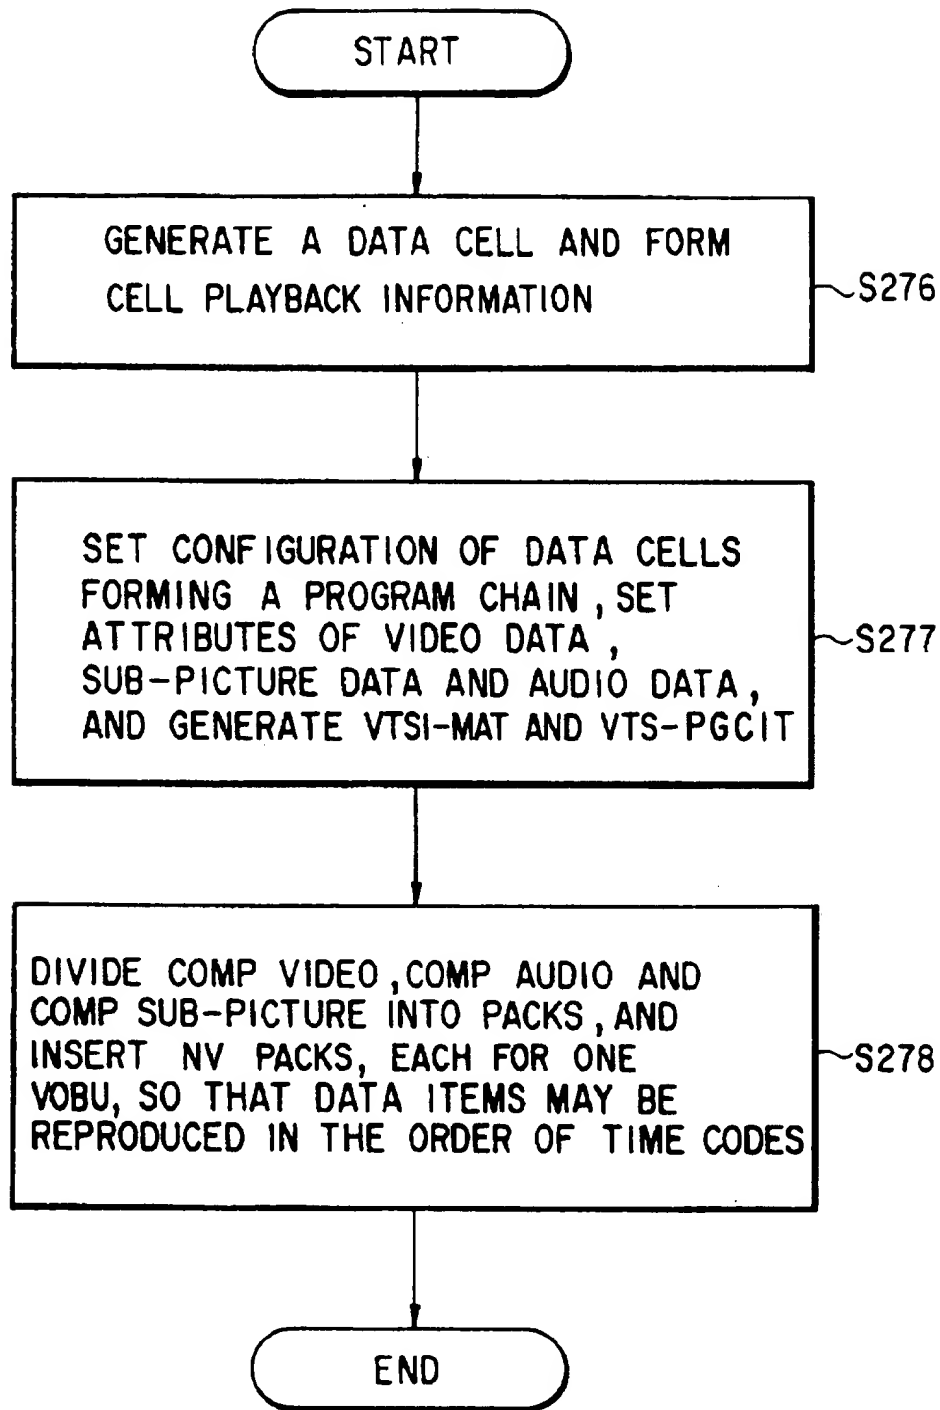 START
GENERATE A DATA CELL AND FORM
CELL PLAYBACK INFORMATION
S276
SET CONFIGURATION OF DATA CELLS
FORMING A PROGRAM CHAIN, SET
ATTRIBUTES OF VIDEO DATA,
SUB-PICTURE DATA AND AUDIO DATA,
AND GENERATE VTSI-MAT AND VTS-PGCIT
S277
DIVIDE COMP VIDEO, COMP AUDIO AND
COMP SUB-PICTURE INTO PACKS, AND
INSERT NV PACKS, EACH FOR ONE
VOBU, SO THAT DATA ITEMS MAY BE
REPRODUCED IN THE ORDER OF TIME CODES
S278
END